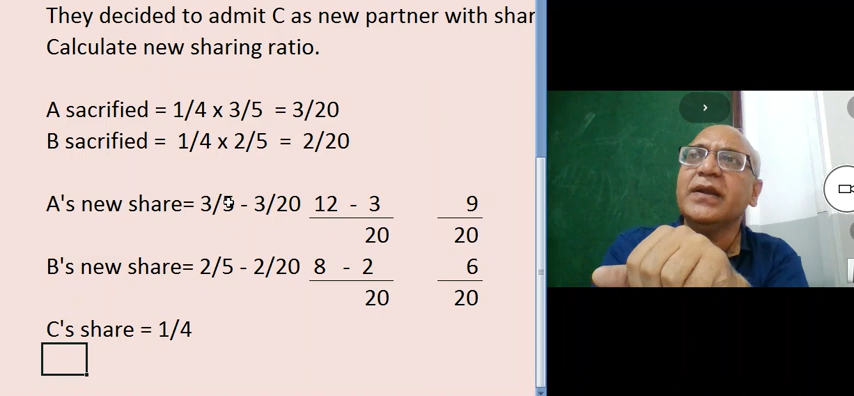 They decided to admit C as new partner with shar
Calculate new sharing ratio.
A sacrified = 1/4 x 3/5 = 3/20
B sacrified = 1/4 x 2/5 = 2/20
A's new share= 3/5 - 3/20 12 - 3 9
20 20
B's new share= 2/5 - 2/20 8 - 2 6
20 20
C's share = 1/4